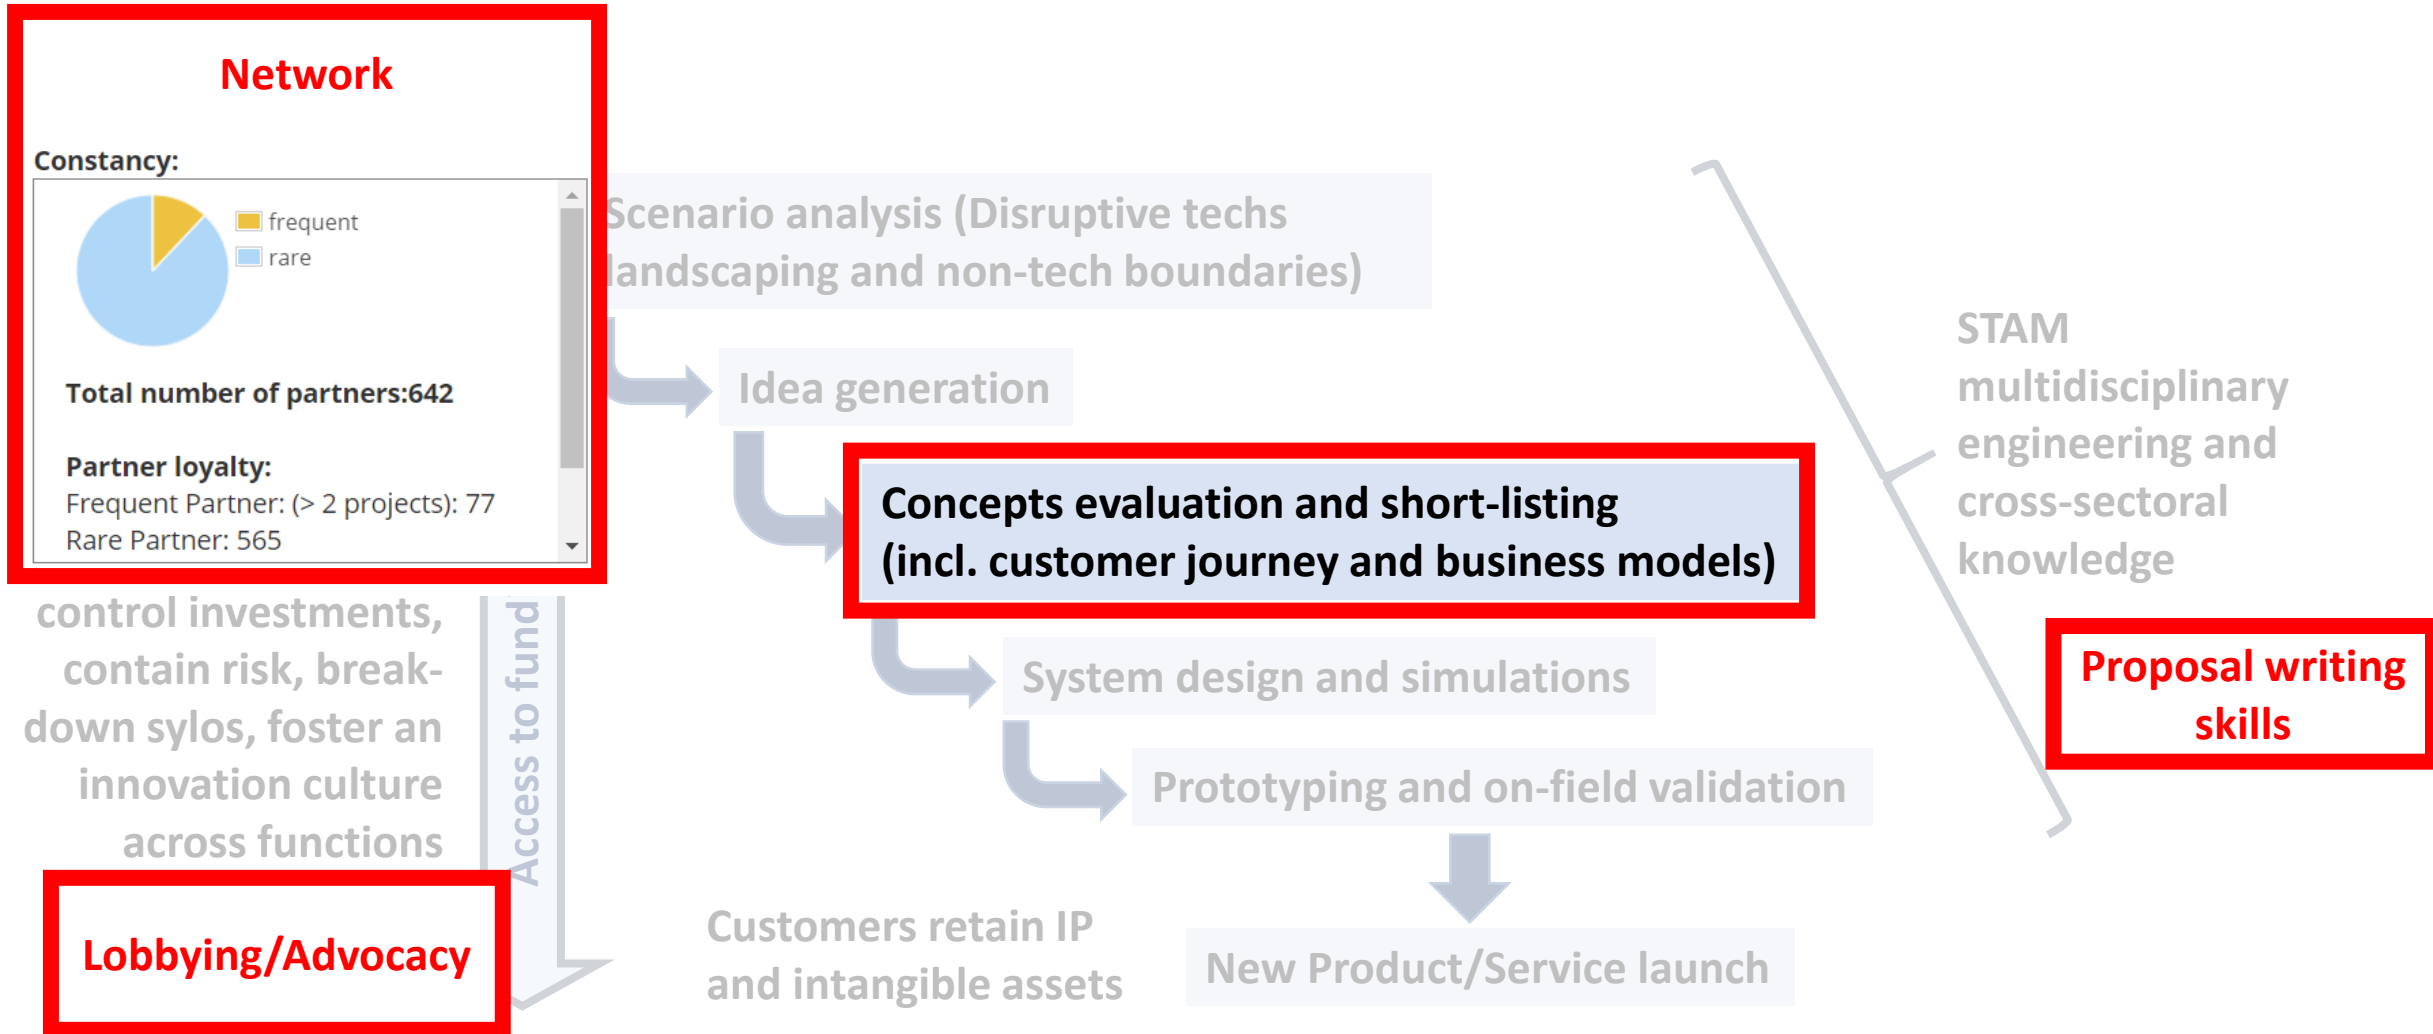 Network
Constancy:
frequent
rare
Total number of partners:642
Partner loyalty:
Frequent Partner: (> 2 projects): 77
Rare Partner: 565
Scenario analysis (Disruptive techs
landscaping and non-tech boundaries)
Idea generation
Concepts evaluation and short-listing
(incl. customer journey and business models)
System design and simulations
Prototyping and on-field validation
New Product/Service launch
STAM
multidisciplinary
engineering and
cross-sectoral
knowledge
Proposal writing
skills
control investments,
contain risk, break-
down sylos, foster an
innovation culture
across functions
Access to fund
Lobbying/Advocacy
Customers retain IP
and intangible assets